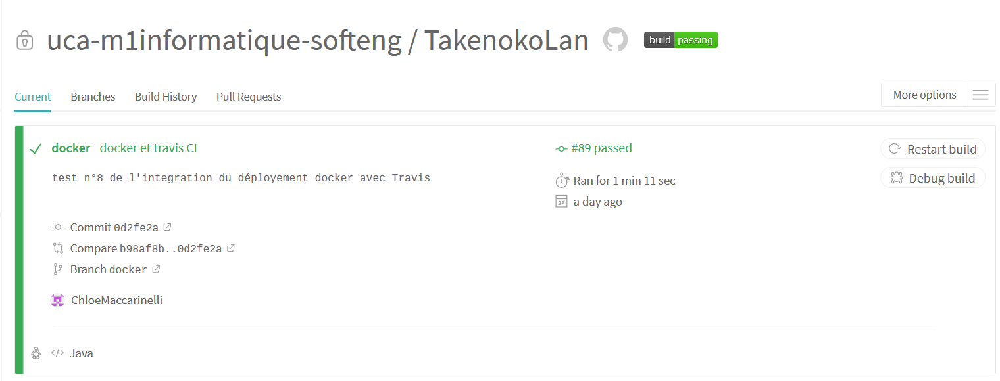 uca-m1informatique-softeng / TakenokoLan build passing
Current Branches Build History Pull Requests More options
docker docker et travis CI #89 passed Restart build
test n°8 de l'integration du déployement docker avec Travis Ran for 1 min 11 sec Debug build
27 a day ago
Commit 0d2fe2a
Compare b98af8b..0d2fe2a
Branch docker
ChloeMaccarinelli
</> Java